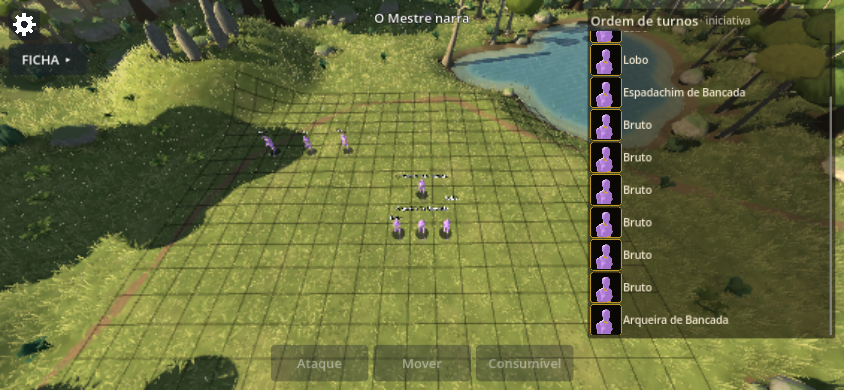 O Mestre narra
Ordem de turnos · iniciativa
FICHA ▸
Lobo
Espadachim de Bancada
Bruto
Bruto
Bruto
Bruto
Bruto
Bruto
Arqueira de Bancada
Ataque
Mover
Consumível